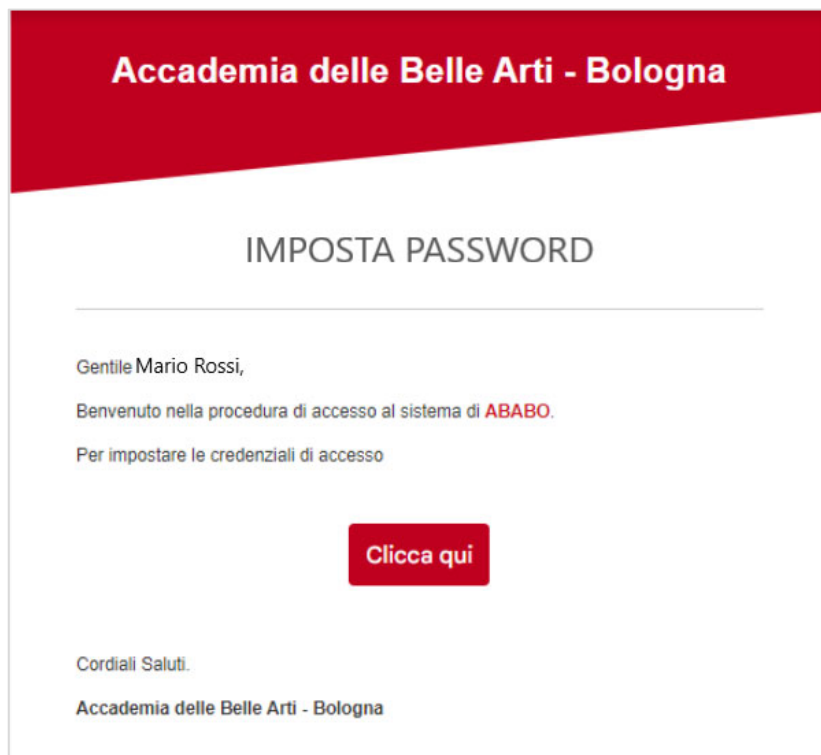 Accademia delle Belle Arti - Bologna
IMPOSTA PASSWORD
Gentile Mario Rossi,
Benvenuto nella procedura di accesso al sistema di ABABO.
Per impostare le credenziali di accesso
Clicca qui
Cordiali Saluti.
Accademia delle Belle Arti - Bologna